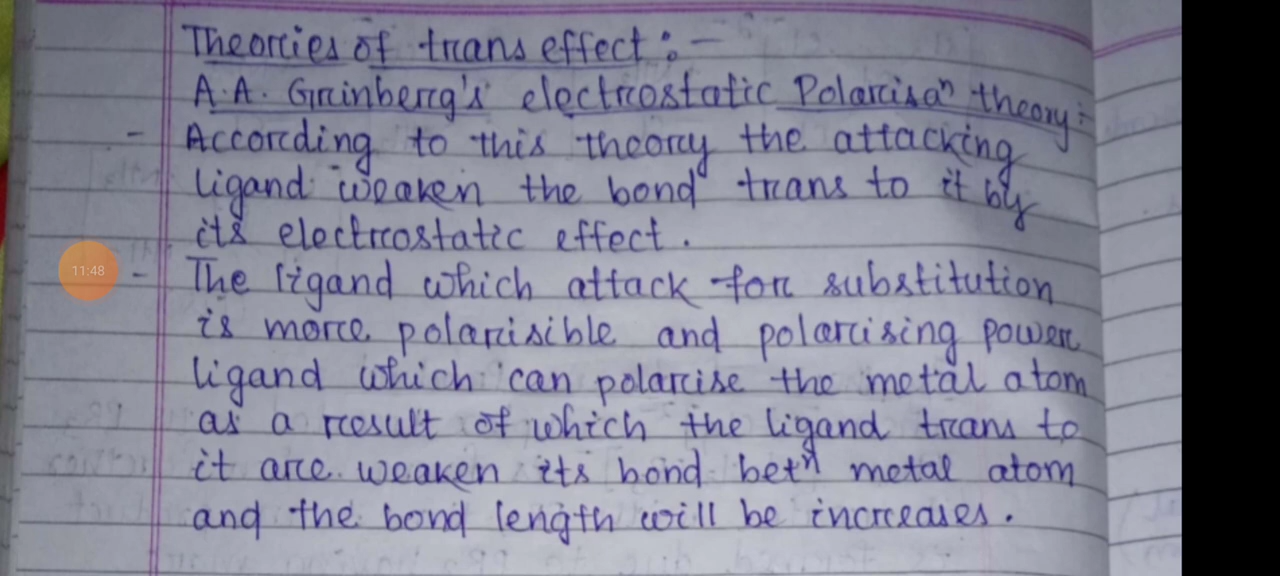 Theories of trans effect :-
A.A. Grinberg's electrostatic Polarisaⁿ theory :-
- According to this theory the attacking
ligand weaken the bond trans to it by
its electrostatic effect.
11:48
- The ligand which attack for substitution
is more polarisible and polarising power
ligand which can polarise the metal atom
as a result of which the ligand trans to
it are weaken its bond betⁿ metal atom
and the bond length will be increases.